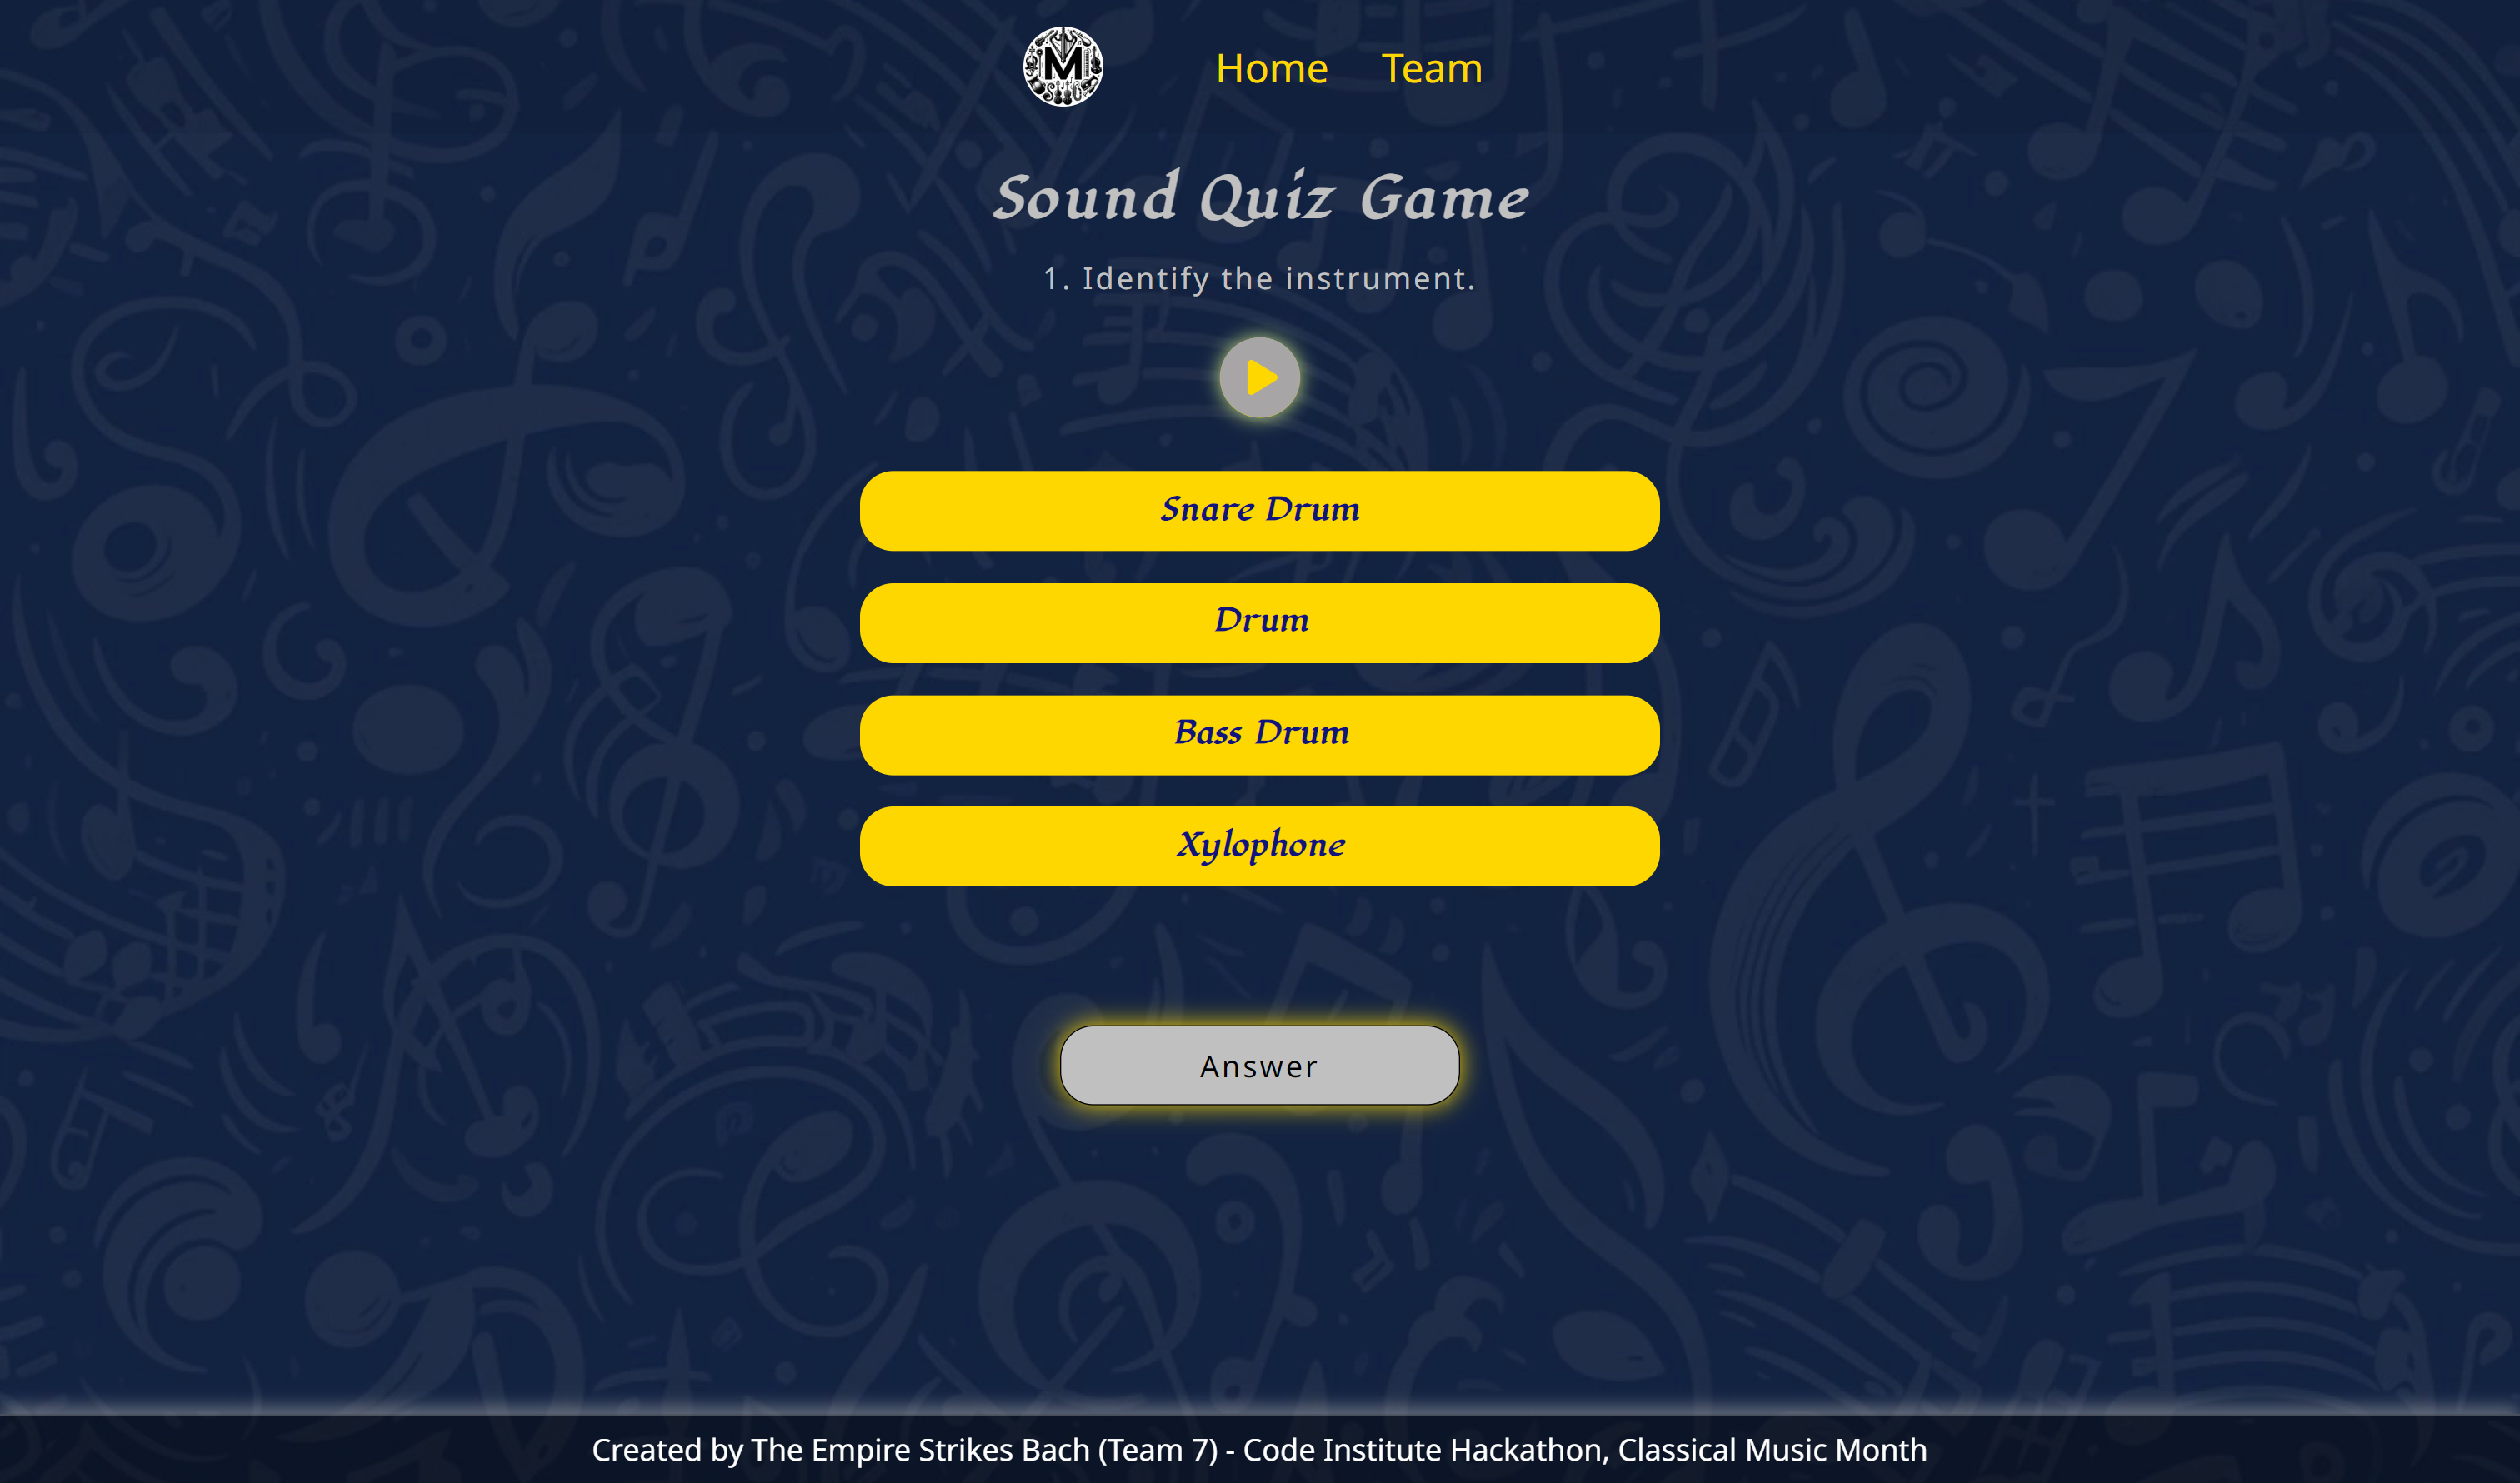 M
Home Team
Sound Quiz Game
1. Identify the instrument.
Snare Drum
Drum
Bass Drum
Xylophone
Answer
Created by The Empire Strikes Bach (Team 7) - Code Institute Hackathon, Classical Music Month